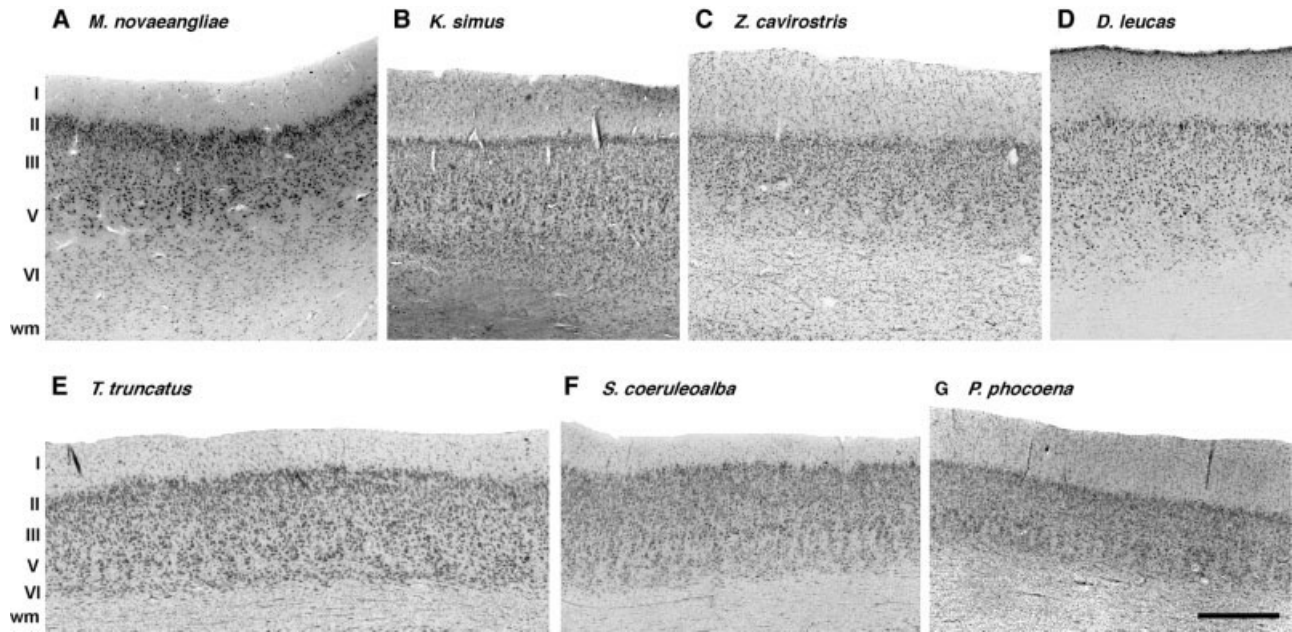 A M. novaeangliae
B K. simus
C Z. cavirostris
D D. leucas
I
II
III
V
VI
wm
E T. truncatus
F S. coeruleoalba
G P. phocoena
I
II
III
V
VI
wm